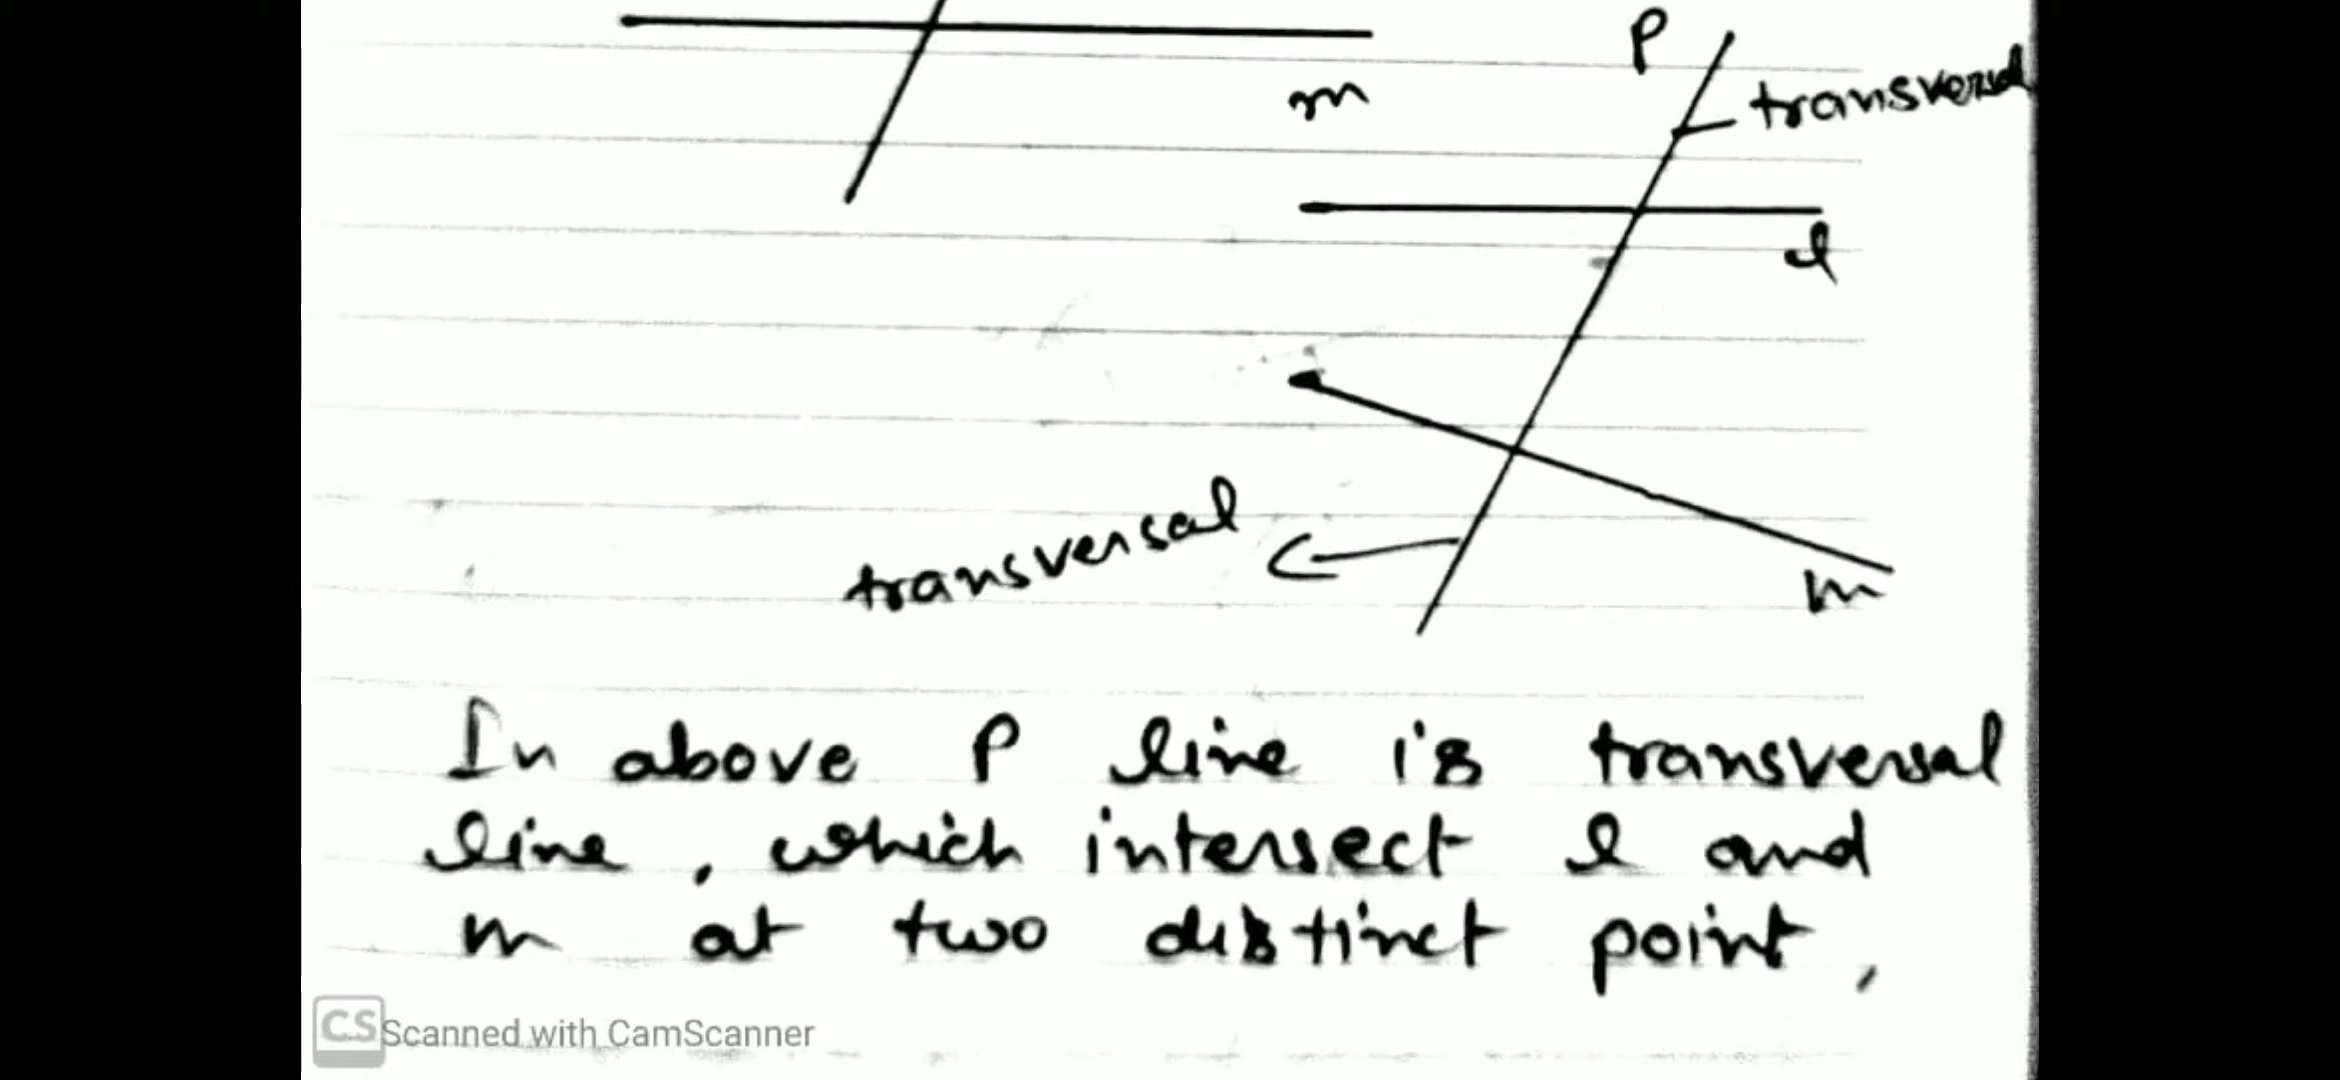 P
transversal
m
l
transversal
m
In above P line is transversal
line, which intersect l and
m at two distinct point,
CS Scanned with CamScanner